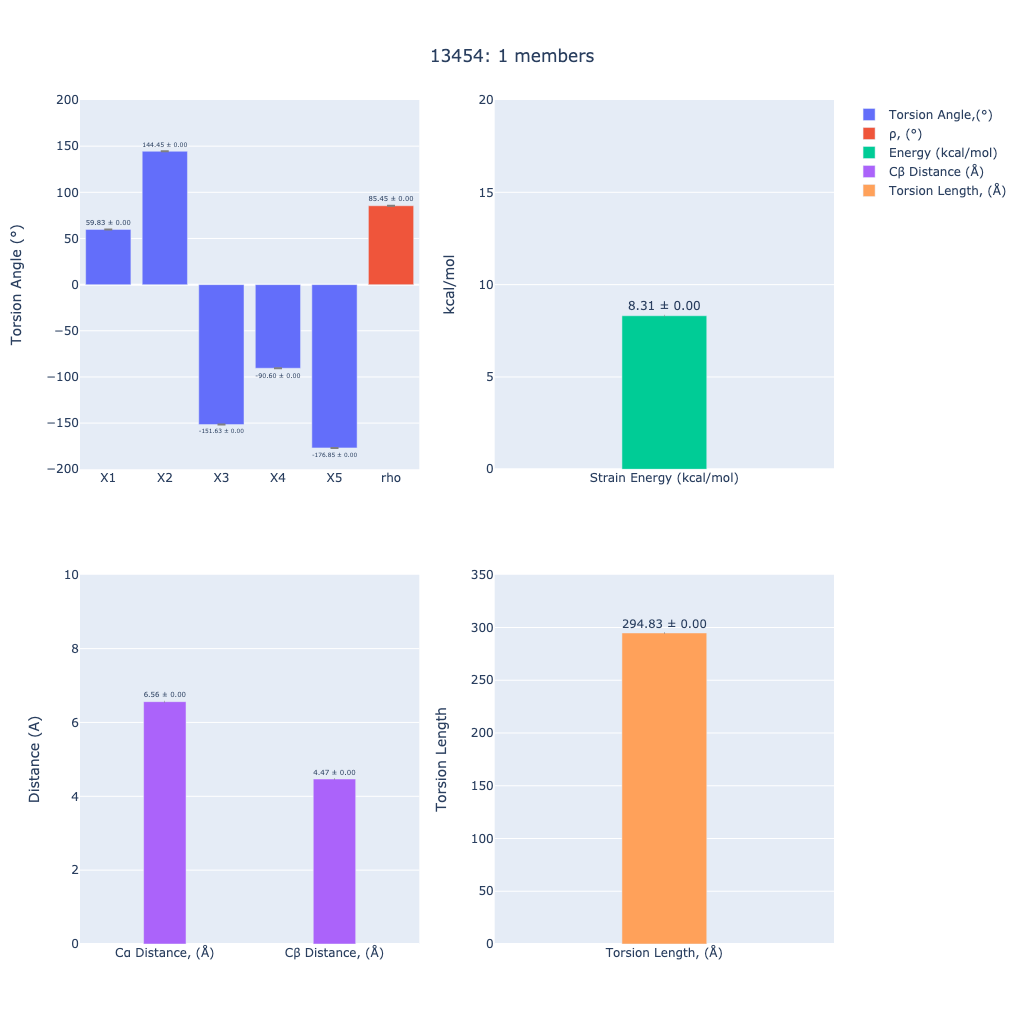 13454: 1 members
Torsion Angle (°)
200
150
100
50
0
−50
−100
−150
−200
59.83 ± 0.00
144.45 ± 0.00
-151.63 ± 0.00
-90.60 ± 0.00
-176.85 ± 0.00
85.45 ± 0.00
X1 X2 X3 X4 X5 rho
kcal/mol
20
15
10
5
0
8.31 ± 0.00
Strain Energy (kcal/mol)
Torsion Angle,(°)
ρ, (°)
Energy (kcal/mol)
Cβ Distance (Å)
Torsion Length, (Å)
Distance (A)
10
8
6
4
2
0
6.56 ± 0.00
4.47 ± 0.00
Cα Distance, (Å) Cβ Distance, (Å)
Torsion Length
350
300
250
200
150
100
50
0
294.83 ± 0.00
Torsion Length, (Å)